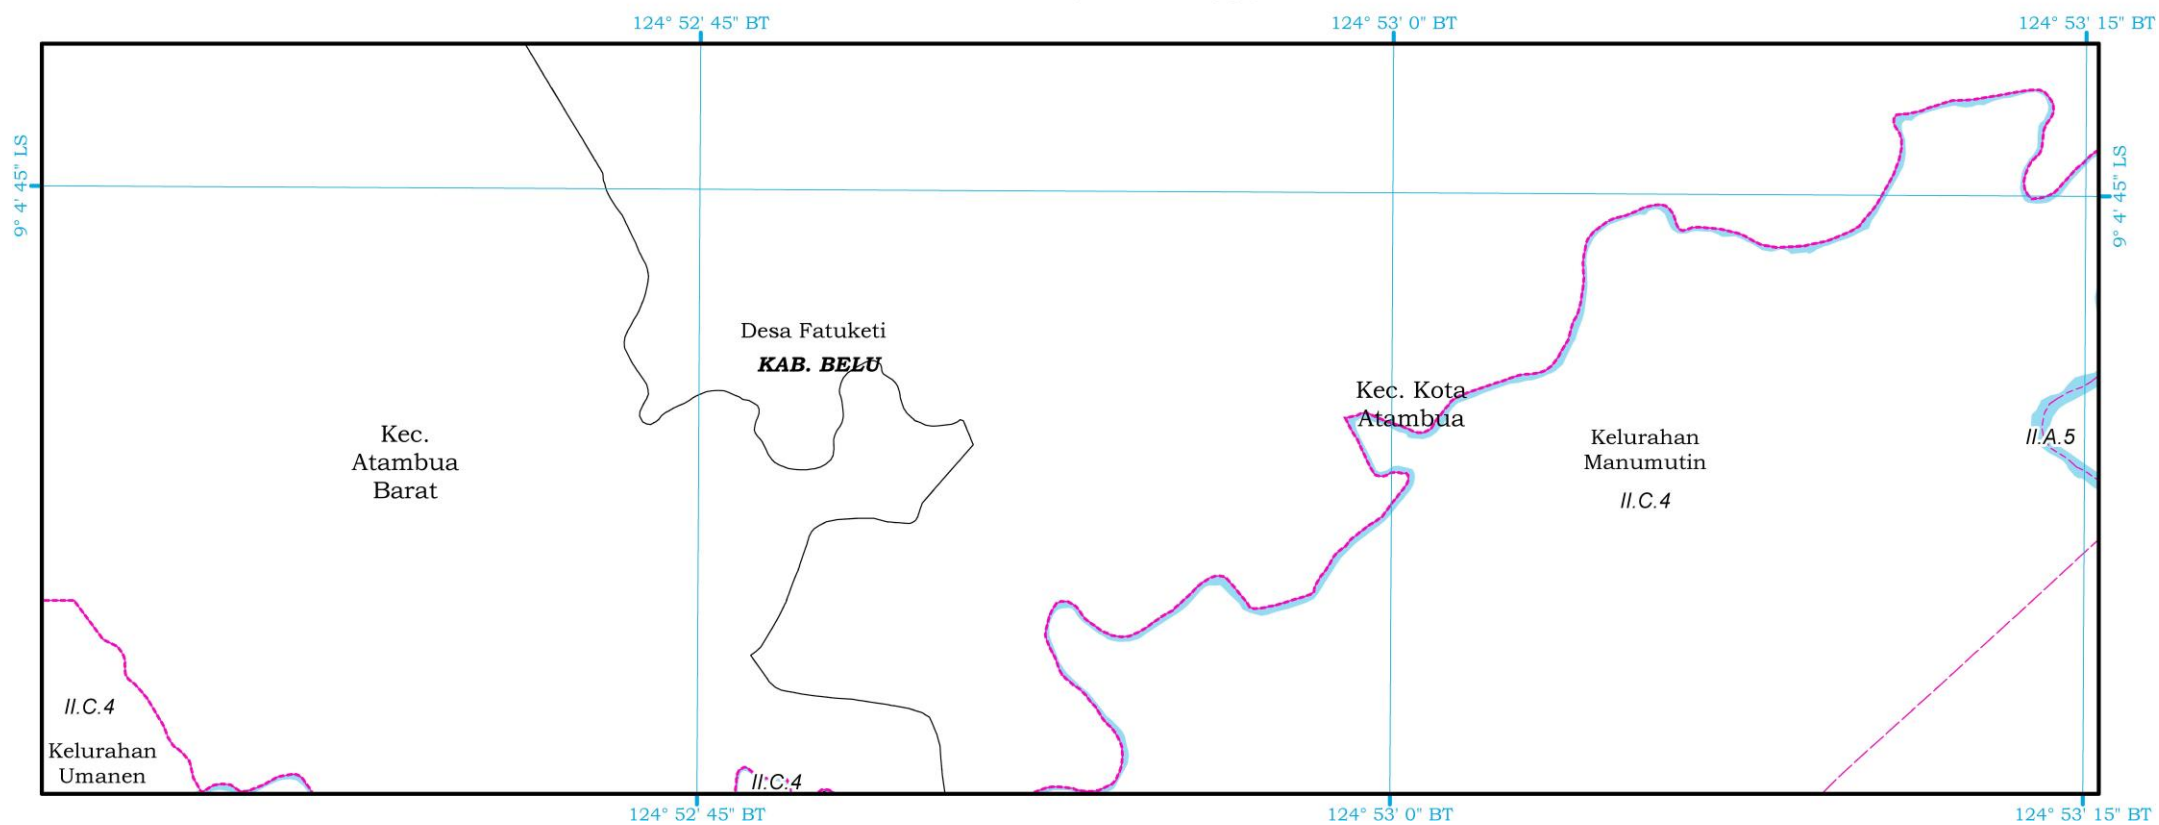 124° 52' 45" BT
124° 53' 0" BT
124° 53' 15" BT
9° 4' 45" LS
9° 4' 45" LS
Desa Fatuketi
KAB. BELU
Kec. Kota
Atambua
Kec.
Atambua
Barat
Kelurahan
Manumutin
II.C.4
II.A.5
II.C.4
Kelurahan
Umanen
II.C.4
124° 52' 45" BT
124° 53' 0" BT
124° 53' 15" BT